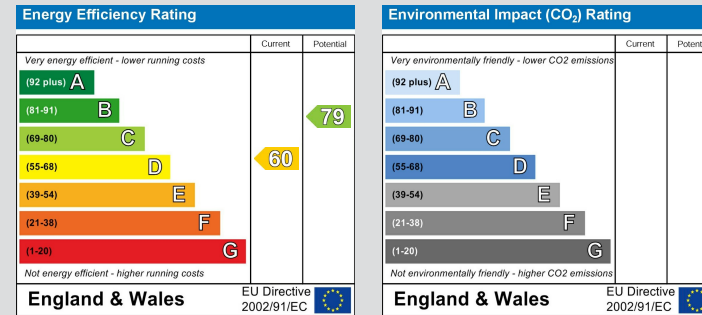 Energy Efficiency Rating
Current Potential
Very energy efficient - lower running costs
(92 plus) A
(81-91) B
79
(69-80) C
(55-68) D
60
(39-54) E
(21-38) F
(1-20) G
Not energy efficient - higher running costs
England & Wales
EU Directive
2002/91/EC
Environmental Impact (CO₂) Rating
Current Potent
Very environmentally friendly - lower CO2 emissions
(92 plus) A
(81-91) B
(69-80) C
(55-68) D
(39-54) E
(21-38) F
(1-20) G
Not environmentally friendly - higher CO2 emissions
England & Wales
EU Directive
2002/91/EC